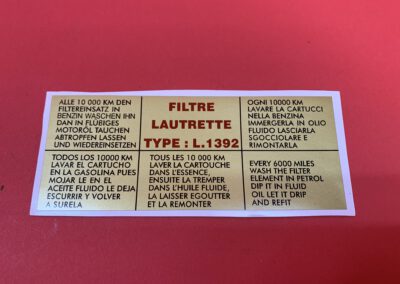 ALLE 10 000 KM DEN
FILTEREINSATZ IN
BENZIN WASCHEN IHN
DAN IN FLÜBIGES
MOTORÖL TAUCHEN
ABTROPFEN LASSEN
UND WIEDEREINSETZEN
FILTRE
LAUTRETTE
TYPE : L.1392
OGNI 10000 KM
LAVARE LA CARTUCCI
NELLA BENZINA
IMMERGERLA IN OLIO
FLUIDO LASCIARLA
SGOCCIOLARE E
RIMONTARLA
TODOS LOS 10000 KM
LAVAR EL CARTUCHO
EN LA GASOLINA PUES
MOJAR LE EN EL
ACEITE FLUIDO LE DEJA
ESCURRIR Y VOLVER
A SURELA
TOUS LES 10 000 KM
LAVER LA CARTOUCHE
DANS L'ESSENCE,
ENSUITE LA TREMPER
DANS L'HUILE FLUIDE,
LA LAISSER EGOUTTER
ET LA REMONTER
EVERY 6000 MILES
WASH THE FILTER
ELEMENT IN PETROL
DIP IT IN FLUID
OIL LET IT DRIP
AND REFIT